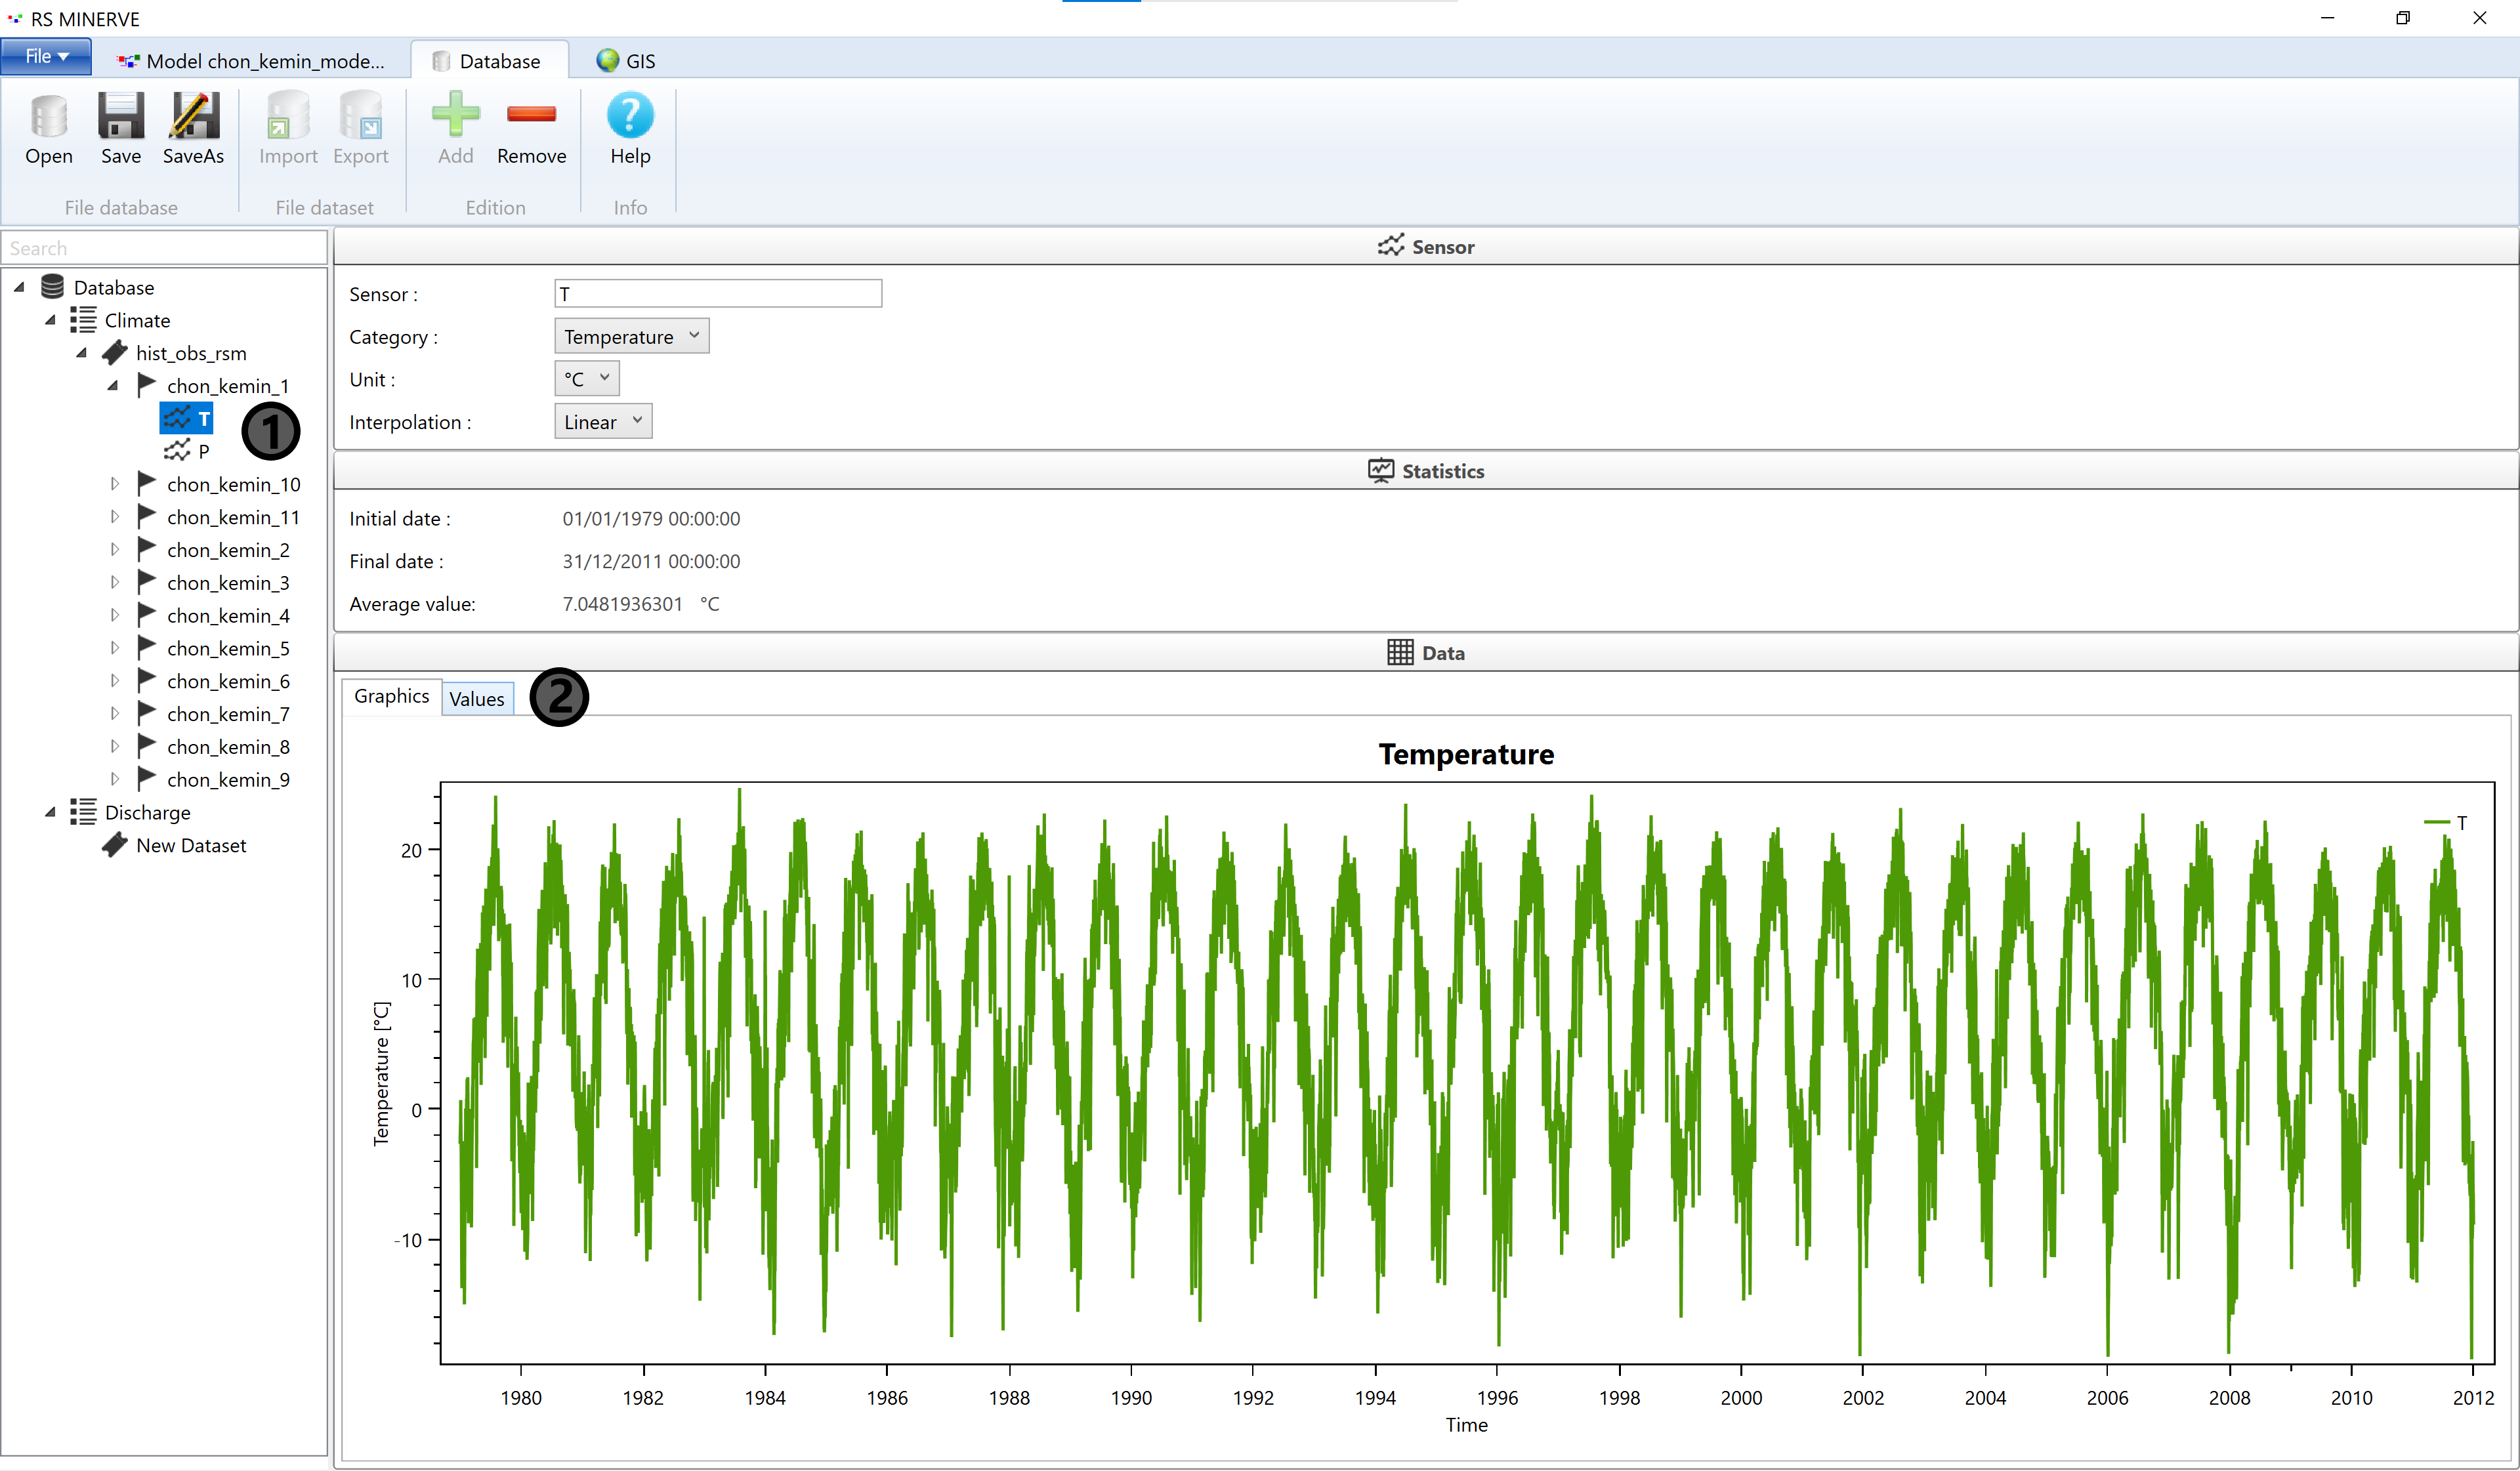 RS MINERVE
File
Model chon_kemin_mode...
Database
GIS
Open
Save
SaveAs
Import
Export
Add
Remove
Help
File database
File dataset
Edition
Info
Search
Database
Climate
hist_obs_rsm
chon_kemin_1
T
P
1
chon_kemin_10
chon_kemin_11
chon_kemin_2
chon_kemin_3
chon_kemin_4
chon_kemin_5
chon_kemin_6
chon_kemin_7
chon_kemin_8
chon_kemin_9
Discharge
New Dataset
Sensor
Sensor : T
Category : Temperature
Unit : °C
Interpolation : Linear
Statistics
Initial date : 01/01/1979 00:00:00
Final date : 31/12/2011 00:00:00
Average value: 7.0481936301 °C
Data
Graphics
Values
2
Temperature
T
20
10
0
-10
Temperature [°C]
1980 1982 1984 1986 1988 1990 1992 1994 1996 1998 2000 2002 2004 2006 2008 2010 2012
Time